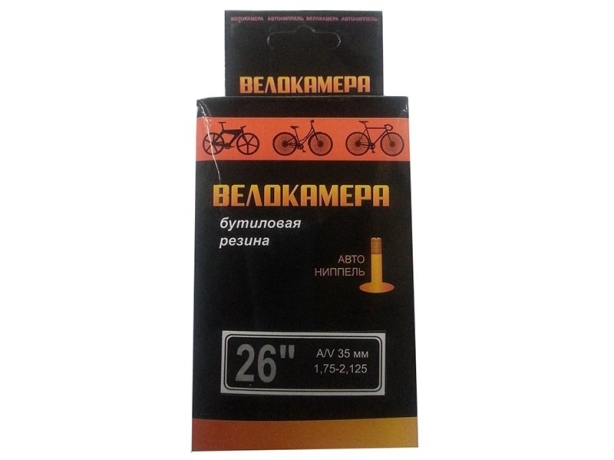 ВЕЛОКАМЕРА АВТОНИППЕЛЬ ВЕЛОКАМЕРА АВТОНИППЕЛЬ
ВЕЛОКАМЕРА
ВЕЛОКАМЕРА
бутиловая
резина
АВТО
НИППЕЛЬ
26"
A/V 35 мм
1,75-2,125